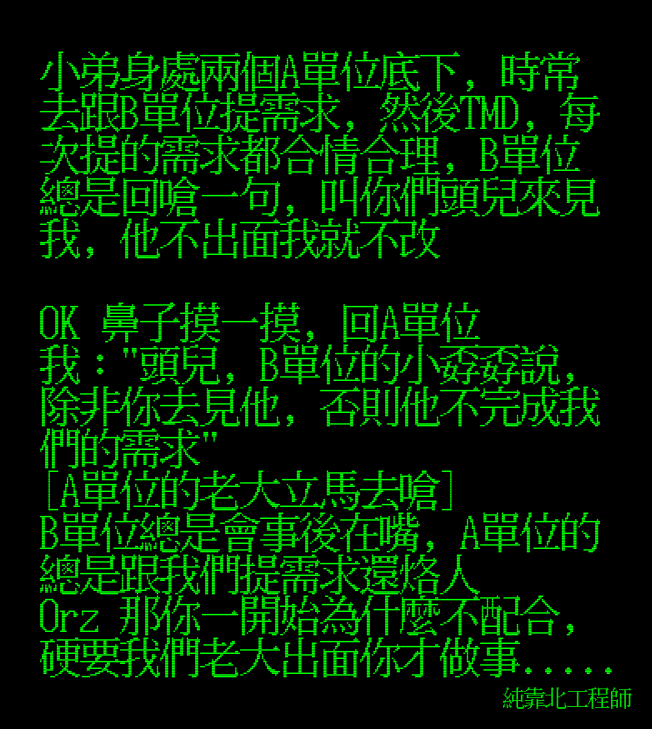 小弟身處兩個A單位底下, 時常
去跟B單位提需求, 然後TMD, 每
次提的需求都合情合理, B單位
總是回嗆一句, 叫你們頭兒來見
我, 他不出面我就不改
OK 鼻子摸一摸, 回A單位
我："頭兒, B單位的小孬孬說,
除非你去見他, 否則他不完成我
們的需求"
[A單位的老大立馬去嗆]
B單位總是會事後在嘴, A單位的
總是跟我們提需求還烙人
Orz 那你一開始為什麼不配合,
硬要我們老大出面你才做事.....
純靠北工程師